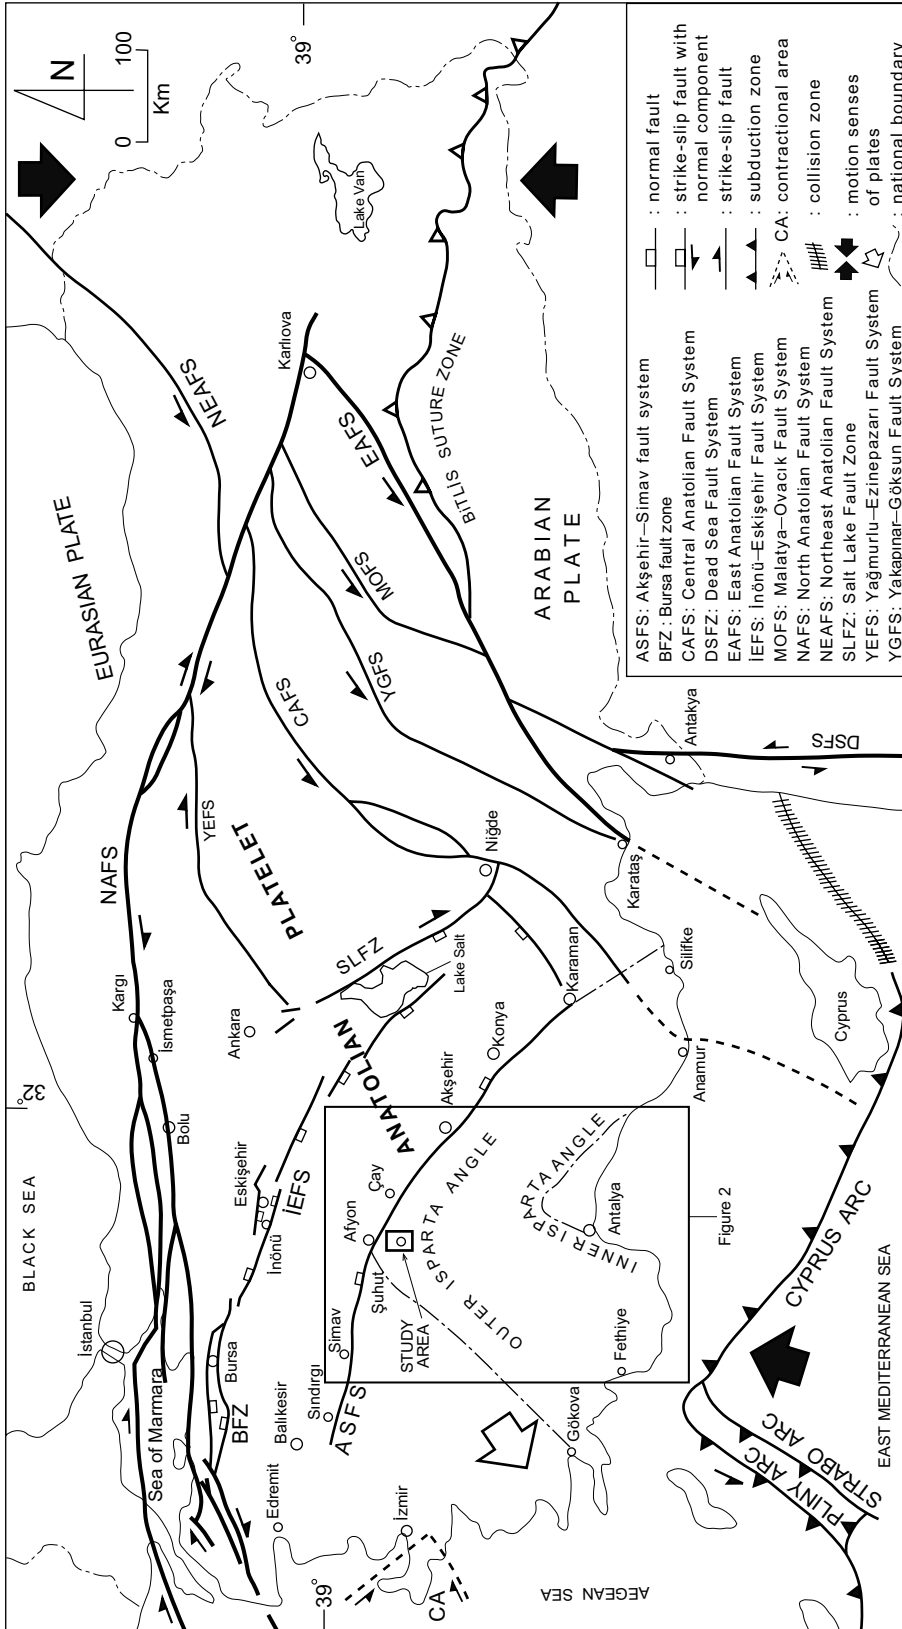 BLACK SEA
32°
EURASIAN PLATE
N
0 100
Km
39°
İstanbul
Sea of Marmara
Bolu
İsmetpaşa
Kargı
NAFS
NEAFS
Karlıova
Lake Van
Bursa
BFZ
Balıkesir
Edremit
İnönü
Eskişehir
İEFS
Ankara
YEFS
PLATELET
ANATOLIAN
SLFZ
Lake Salt
CAFS
YGFS
MOFS
EAFS
BİTLİS SUTURE ZONE
Niğde
39°
İzmir
CA
Sındırgı
Simav
ASFS
Şuhut
Afyon
Çay
Akşehir
Konya
Karaman
STUDY
AREA
OUTER ISPARTA ANGLE
INNER ISPARTA ANGLE
Antalya
Fethiye
Gökova
Figure 2
Anamur
Silifke
Karataş
Antakya
DSFS
ARABIAN
PLATE
Cyprus
AEGEAN SEA
PLINY ARC
STRABO ARC
CYPRUS ARC
EAST MEDITERRANEAN SEA
ASFS: Akşehir–Simav fault system
BFZ : Bursa fault zone
CAFS: Central Anatolian Fault System
DSFZ: Dead Sea Fault System
EAFS: East Anatolian Fault System
İEFS: İnönü–Eskişehir Fault System
MOFS: Malatya–Ovacık Fault System
NAFS: North Anatolian Fault System
NEAFS: Northeast Anatolian Fault System
SLFZ: Salt Lake Fault Zone
YEFS: Yağmurlu–Ezinepazarı Fault System
YGFS: Yakapınar–Göksun Fault System
: normal fault
: strike-slip fault with
normal component
: strike-slip fault
: subduction zone
CA: contractional area
: collision zone
: motion senses
of plates
: national boundary